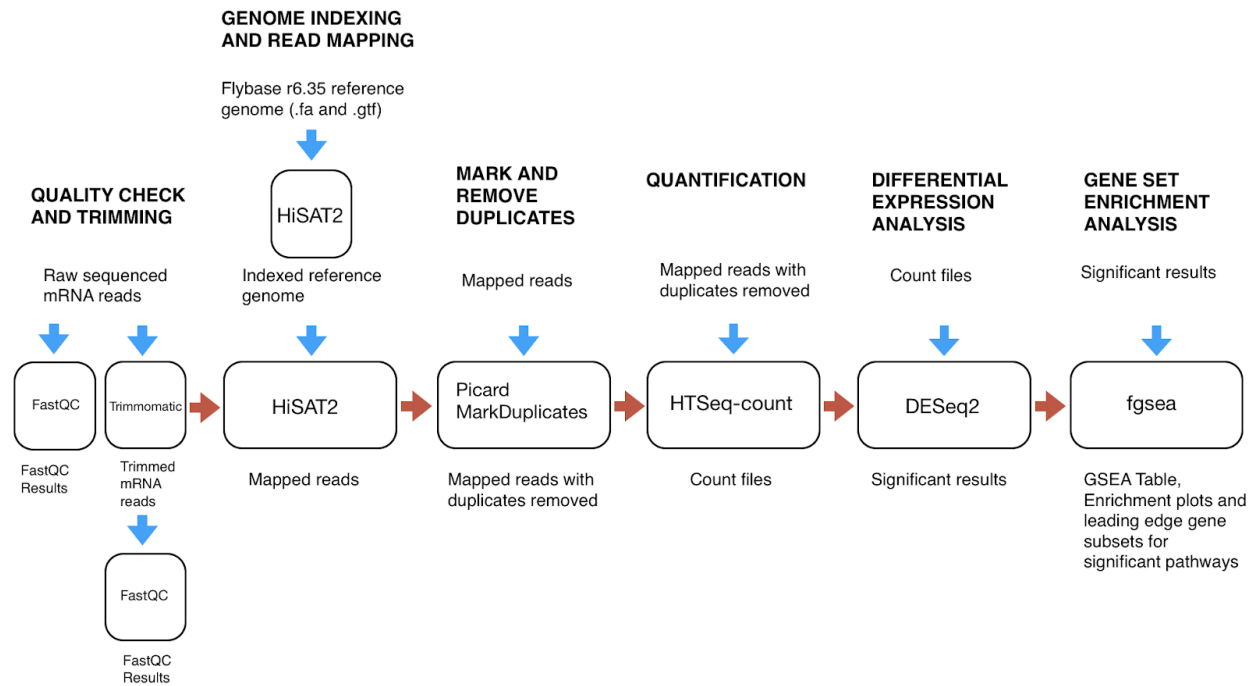 GENOME INDEXING
AND READ MAPPING
Flybase r6.35 reference
genome (.fa and .gtf)
HiSAT2
QUALITY CHECK
AND TRIMMING
MARK AND
REMOVE
DUPLICATES
QUANTIFICATION
DIFFERENTIAL
EXPRESSION
ANALYSIS
GENE SET
ENRICHMENT
ANALYSIS
Raw sequenced
mRNA reads
Indexed reference
genome
Mapped reads
Mapped reads with
duplicates removed
Count files
Significant results
FastQC
Trimmomatic
HiSAT2
Picard
MarkDuplicates
HTSeq-count
DESeq2
fgsea
FastQC
Results
Trimmed
mRNA
reads
Mapped reads
Mapped reads with
duplicates removed
Count files
Significant results
GSEA Table,
Enrichment plots and
leading edge gene
subsets for
significant pathways
FastQC
FastQC
Results